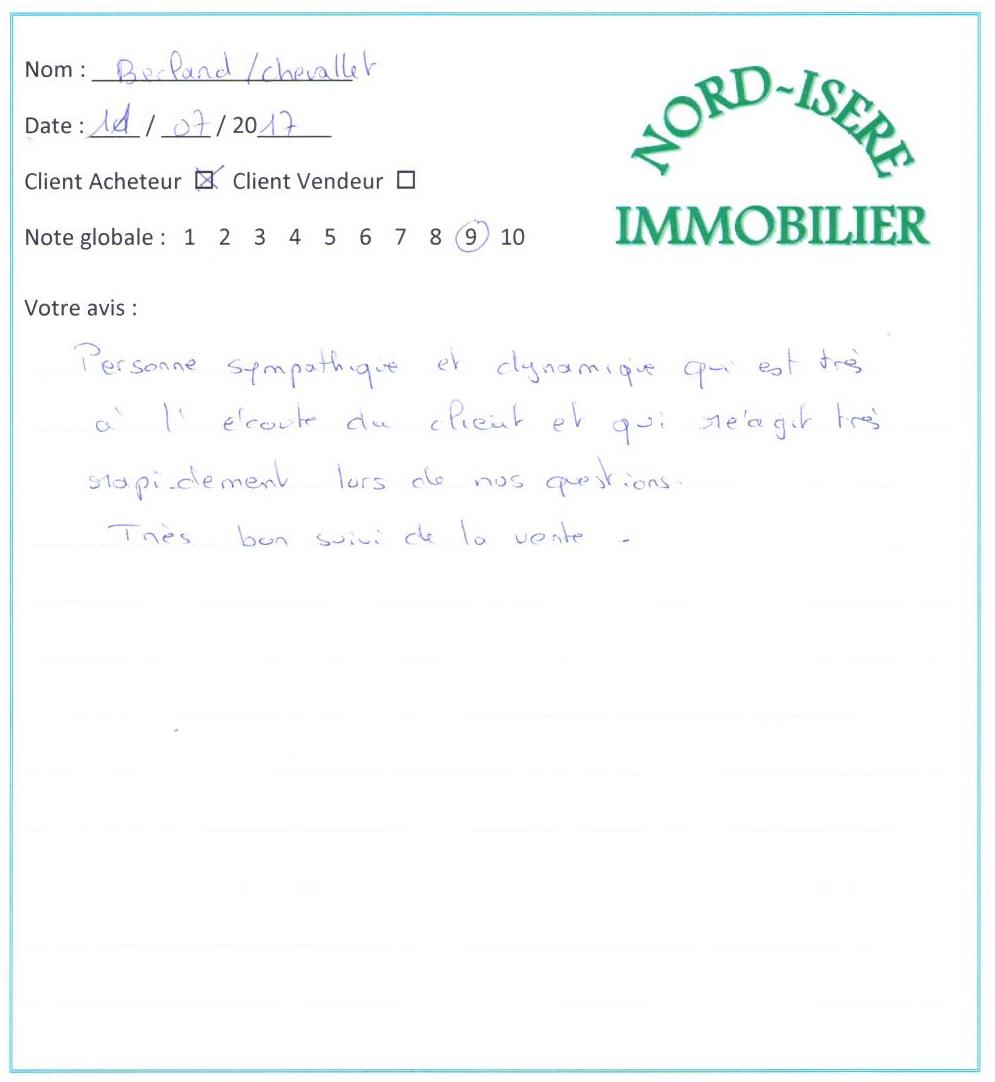 Nom : Berland / chevallet
NORD~ISERE
Date : 11 / 07 / 2017
Client Acheteur ☒ Client Vendeur ☐
IMMOBILIER
Note globale : 1 2 3 4 5 6 7 8 9 10
Votre avis :
Personne sympathique et dynamique qui est très
à l' écoute du client et qui réagit très
rapidement lors de nos questions.
Très bon suivi de la vente .